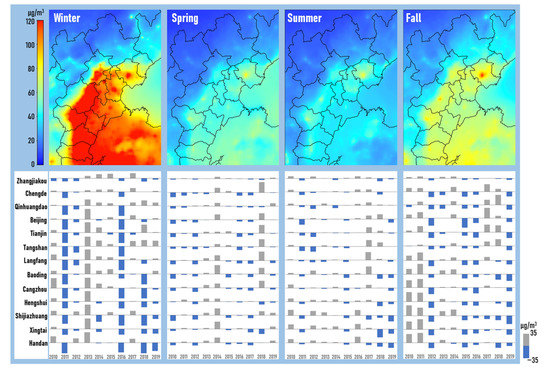 μg/m³
120
100
80
60
40
20
0
Winter
Spring
Summer
Fall
Zhangjiakou
Chengde
Qinhuangdao
Beijing
Tianjin
Tangshan
Langfang
Baoding
Cangzhou
Hengshui
Shijiazhuang
Xingtai
Handan
2010 2011 2012 2013 2014 2015 2016 2017 2018 2019
2010 2011 2012 2013 2014 2015 2016 2017 2018 2019
2010 2011 2012 2013 2014 2015 2016 2017 2018 2019
2010 2011 2012 2013 2014 2015 2016 2017 2018 2019
μg/m³
35
−35